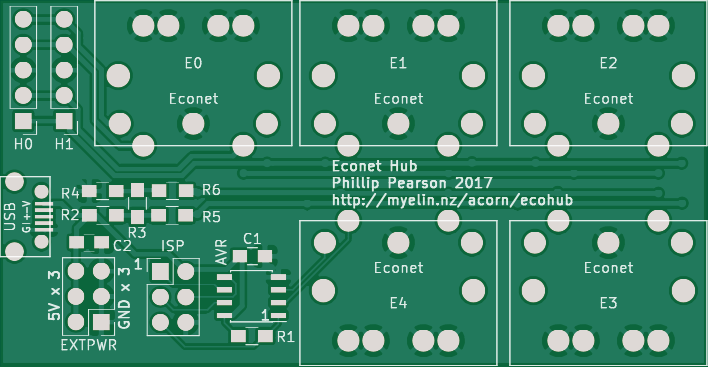 E0
E1
E2
Econet
Econet
Econet
H0
H1
Econet Hub
Phillip Pearson 2017
http://myelin.nz/acorn/ecohub
R4
R6
USB
G1+-V
R2
R5
R3
C2
ISP
AVR
C1
1
5V x 3
GND x 3
1
EXTPWR
R1
Econet
Econet
E4
E3